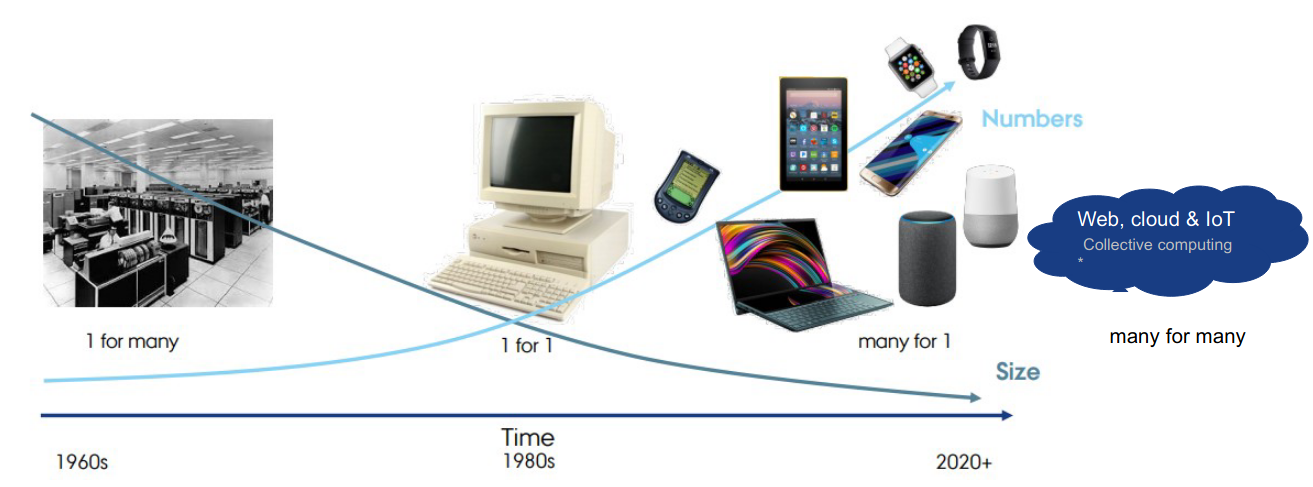 Numbers
Web, cloud & IoT
Collective computing
*
1 for many
1 for 1
many for 1
many for many
Size
Time
1960s
1980s
2020+